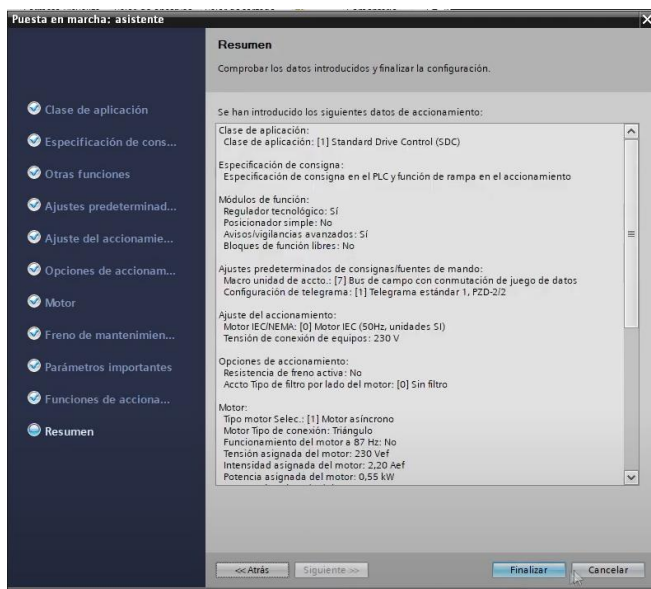 Puesta en marcha: asistente
Resumen
Comprobar los datos introducidos y finalizar la configuración.
Clase de aplicación
Especificación de cons...
Otras funciones
Ajustes predeterminad...
Ajuste del accionamie...
Opciones de accionam...
Motor
Freno de mantenimien...
Parámetros importantes
Funciones de acciona...
Resumen
Se han introducido los siguientes datos de accionamiento:
Clase de aplicación:
Clase de aplicación: [1] Standard Drive Control (SDC)
Especificación de consigna:
Especificación de consigna en el PLC y función de rampa en el accionamiento
Módulos de función:
Regulador tecnológico: Sí
Posicionador simple: No
Avisos/vigilancias avanzados: Sí
Bloques de función libres: No
Ajustes predeterminados de consignas/fuentes de mando:
Macro unidad de accto.: [7] Bus de campo con conmutación de juego de datos
Configuración de telegrama: [1] Telegrama estándar 1, PZD-2/2
Ajuste del accionamiento:
Motor IEC/NEMA: [0] Motor IEC (50Hz, unidades SI)
Tensión de conexión de equipos: 230 V
Opciones de accionamiento:
Resistencia de freno activa: No
Accto Tipo de filtro por lado del motor: [0] Sin filtro
Motor:
Tipo motor Selec.: [1] Motor asíncrono
Motor Tipo de conexión: Triángulo
Funcionamiento del motor a 87 Hz: No
Tensión asignada del motor: 230 Vef
Intensidad asignada del motor: 2,20 Aef
Potencia asignada del motor: 0,55 kW
<< Atrás
Siguiente >>
Finalizar
Cancelar